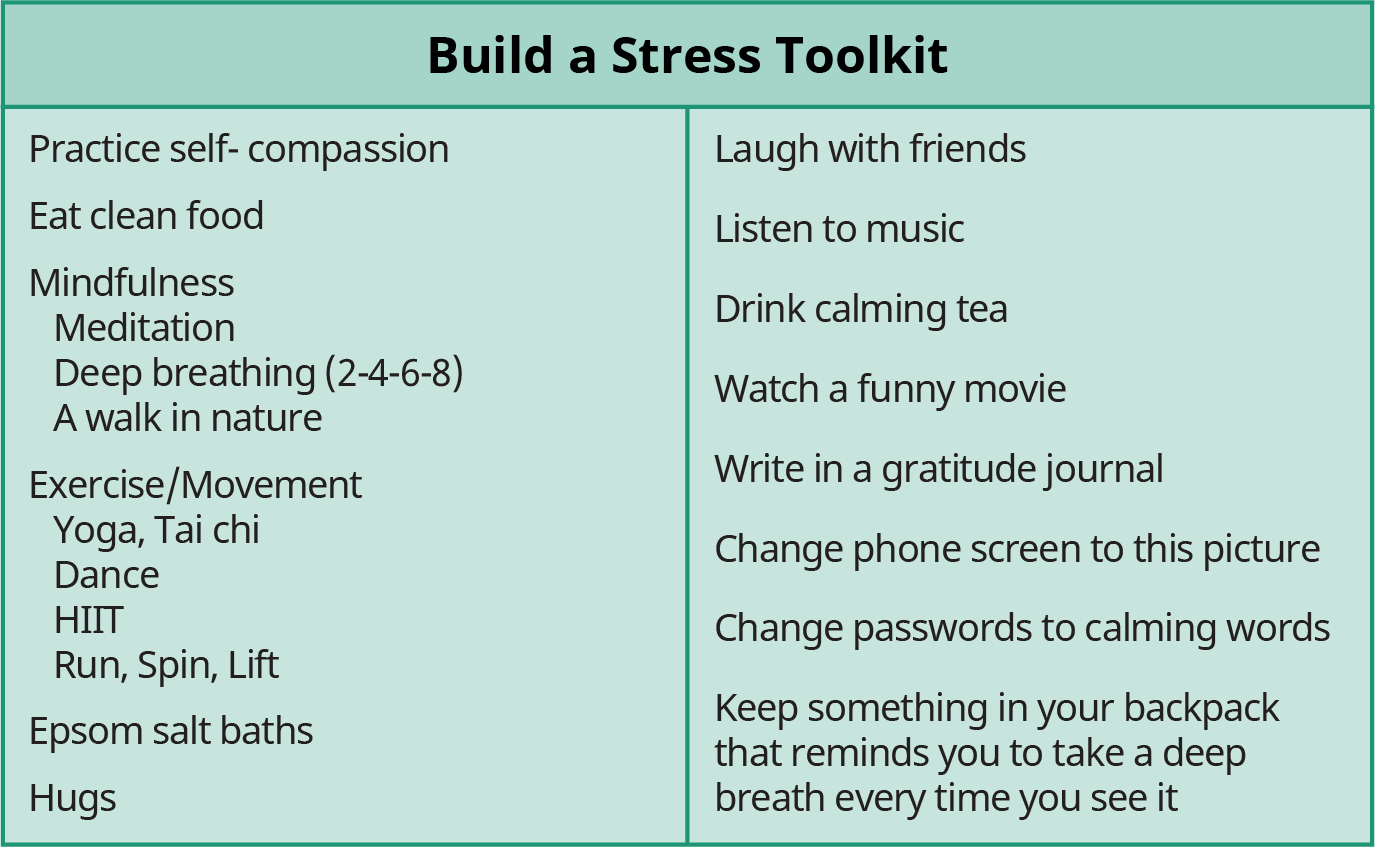 Build a Stress Toolkit
Practice self- compassion
Eat clean food
Mindfulness
Meditation
Deep breathing (2-4-6-8)
A walk in nature
Exercise/Movement
Yoga, Tai chi
Dance
HIIT
Run, Spin, Lift
Epsom salt baths
Hugs
Laugh with friends
Listen to music
Drink calming tea
Watch a funny movie
Write in a gratitude journal
Change phone screen to this picture
Change passwords to calming words
Keep something in your backpack
that reminds you to take a deep
breath every time you see it